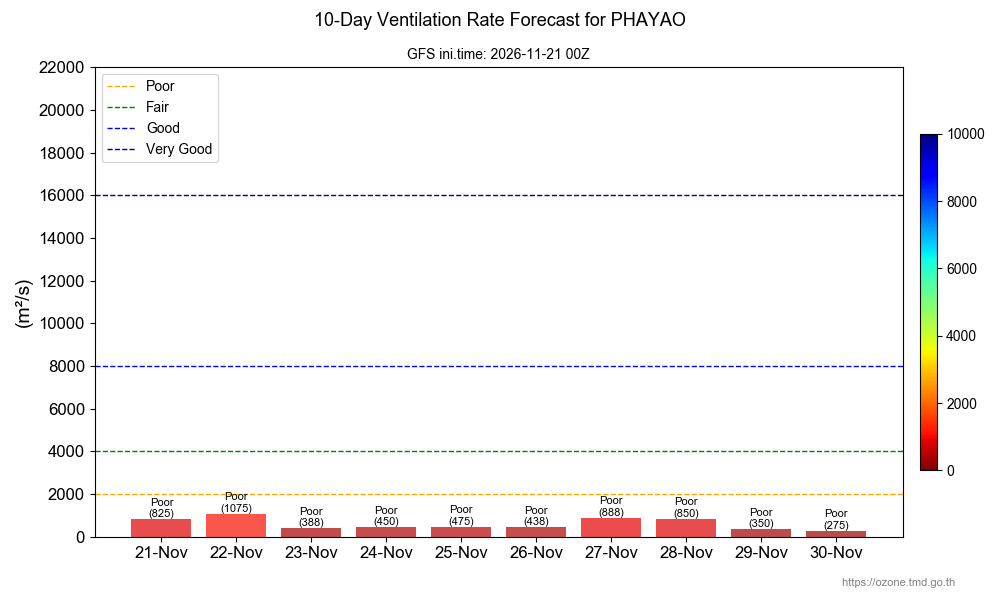 10-Day Ventilation Rate Forecast for PHAYAO
GFS ini.time: 2026-11-21 00Z
(m²/s)
22000
20000
18000
16000
14000
12000
10000
8000
6000
4000
2000
0
Poor
Fair
Good
Very Good
Poor
(825)
Poor
(1075)
Poor
(388)
Poor
(450)
Poor
(475)
Poor
(438)
Poor
(888)
Poor
(850)
Poor
(350)
Poor
(275)
21-Nov 22-Nov 23-Nov 24-Nov 25-Nov 26-Nov 27-Nov 28-Nov 29-Nov 30-Nov
10000
8000
6000
4000
2000
0
https://ozone.tmd.go.th